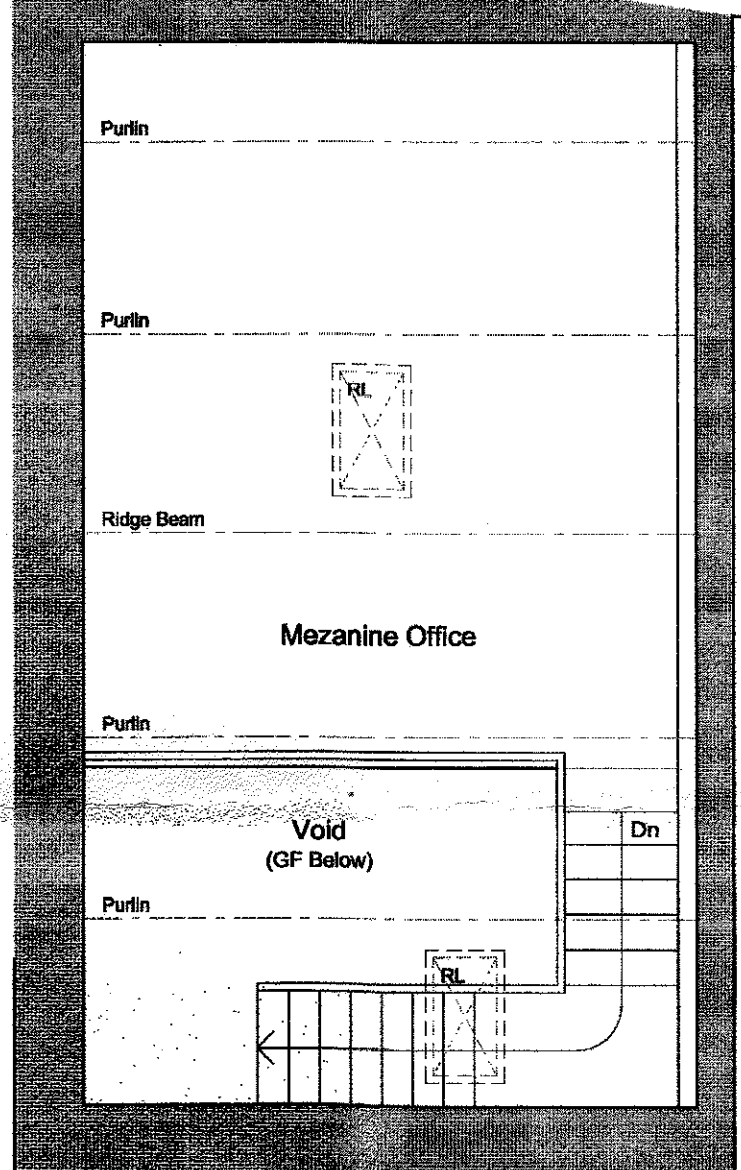 Purlin
Purlin
RL
Ridge Beam
Mezanine Office
Purlin
Void
(GF Below)
Dn
Purlin
RL